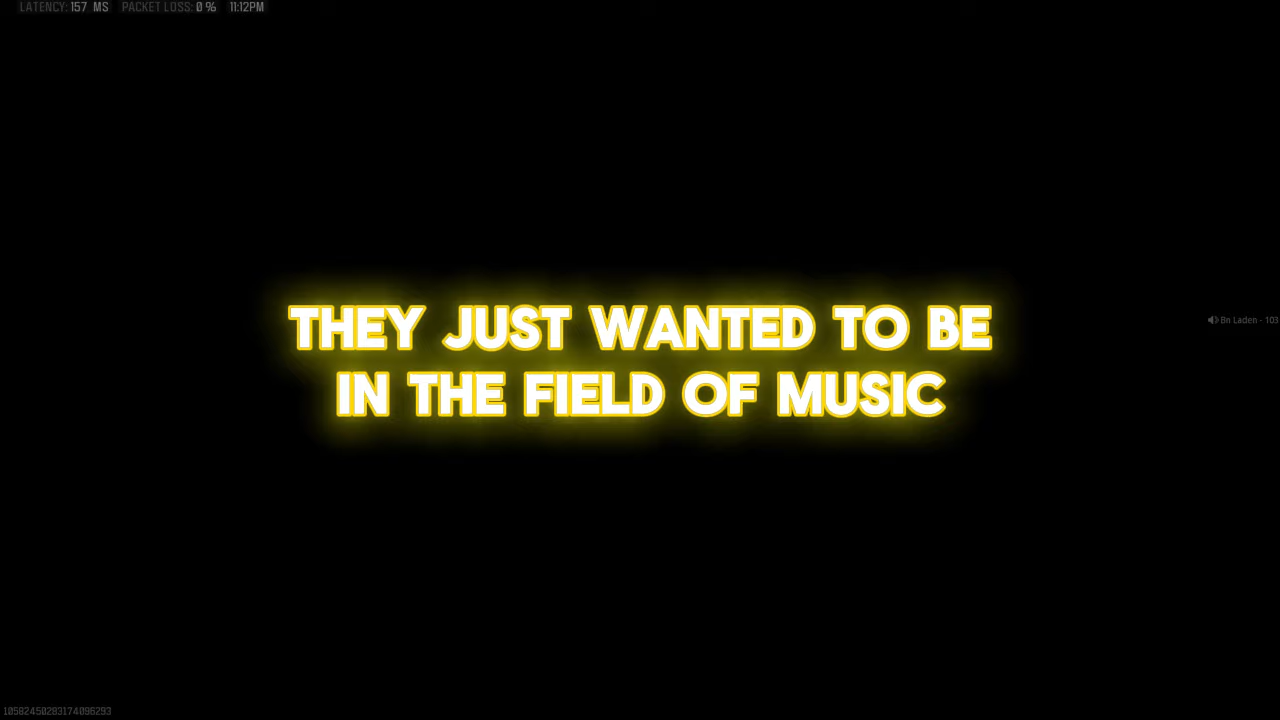 LATENCY: 157 MS PACKET LOSS: 0 % 11:12PM
THEY JUST WANTED TO BE
IN THE FIELD OF MUSIC
Bn Laden - 103
10582450283174096293